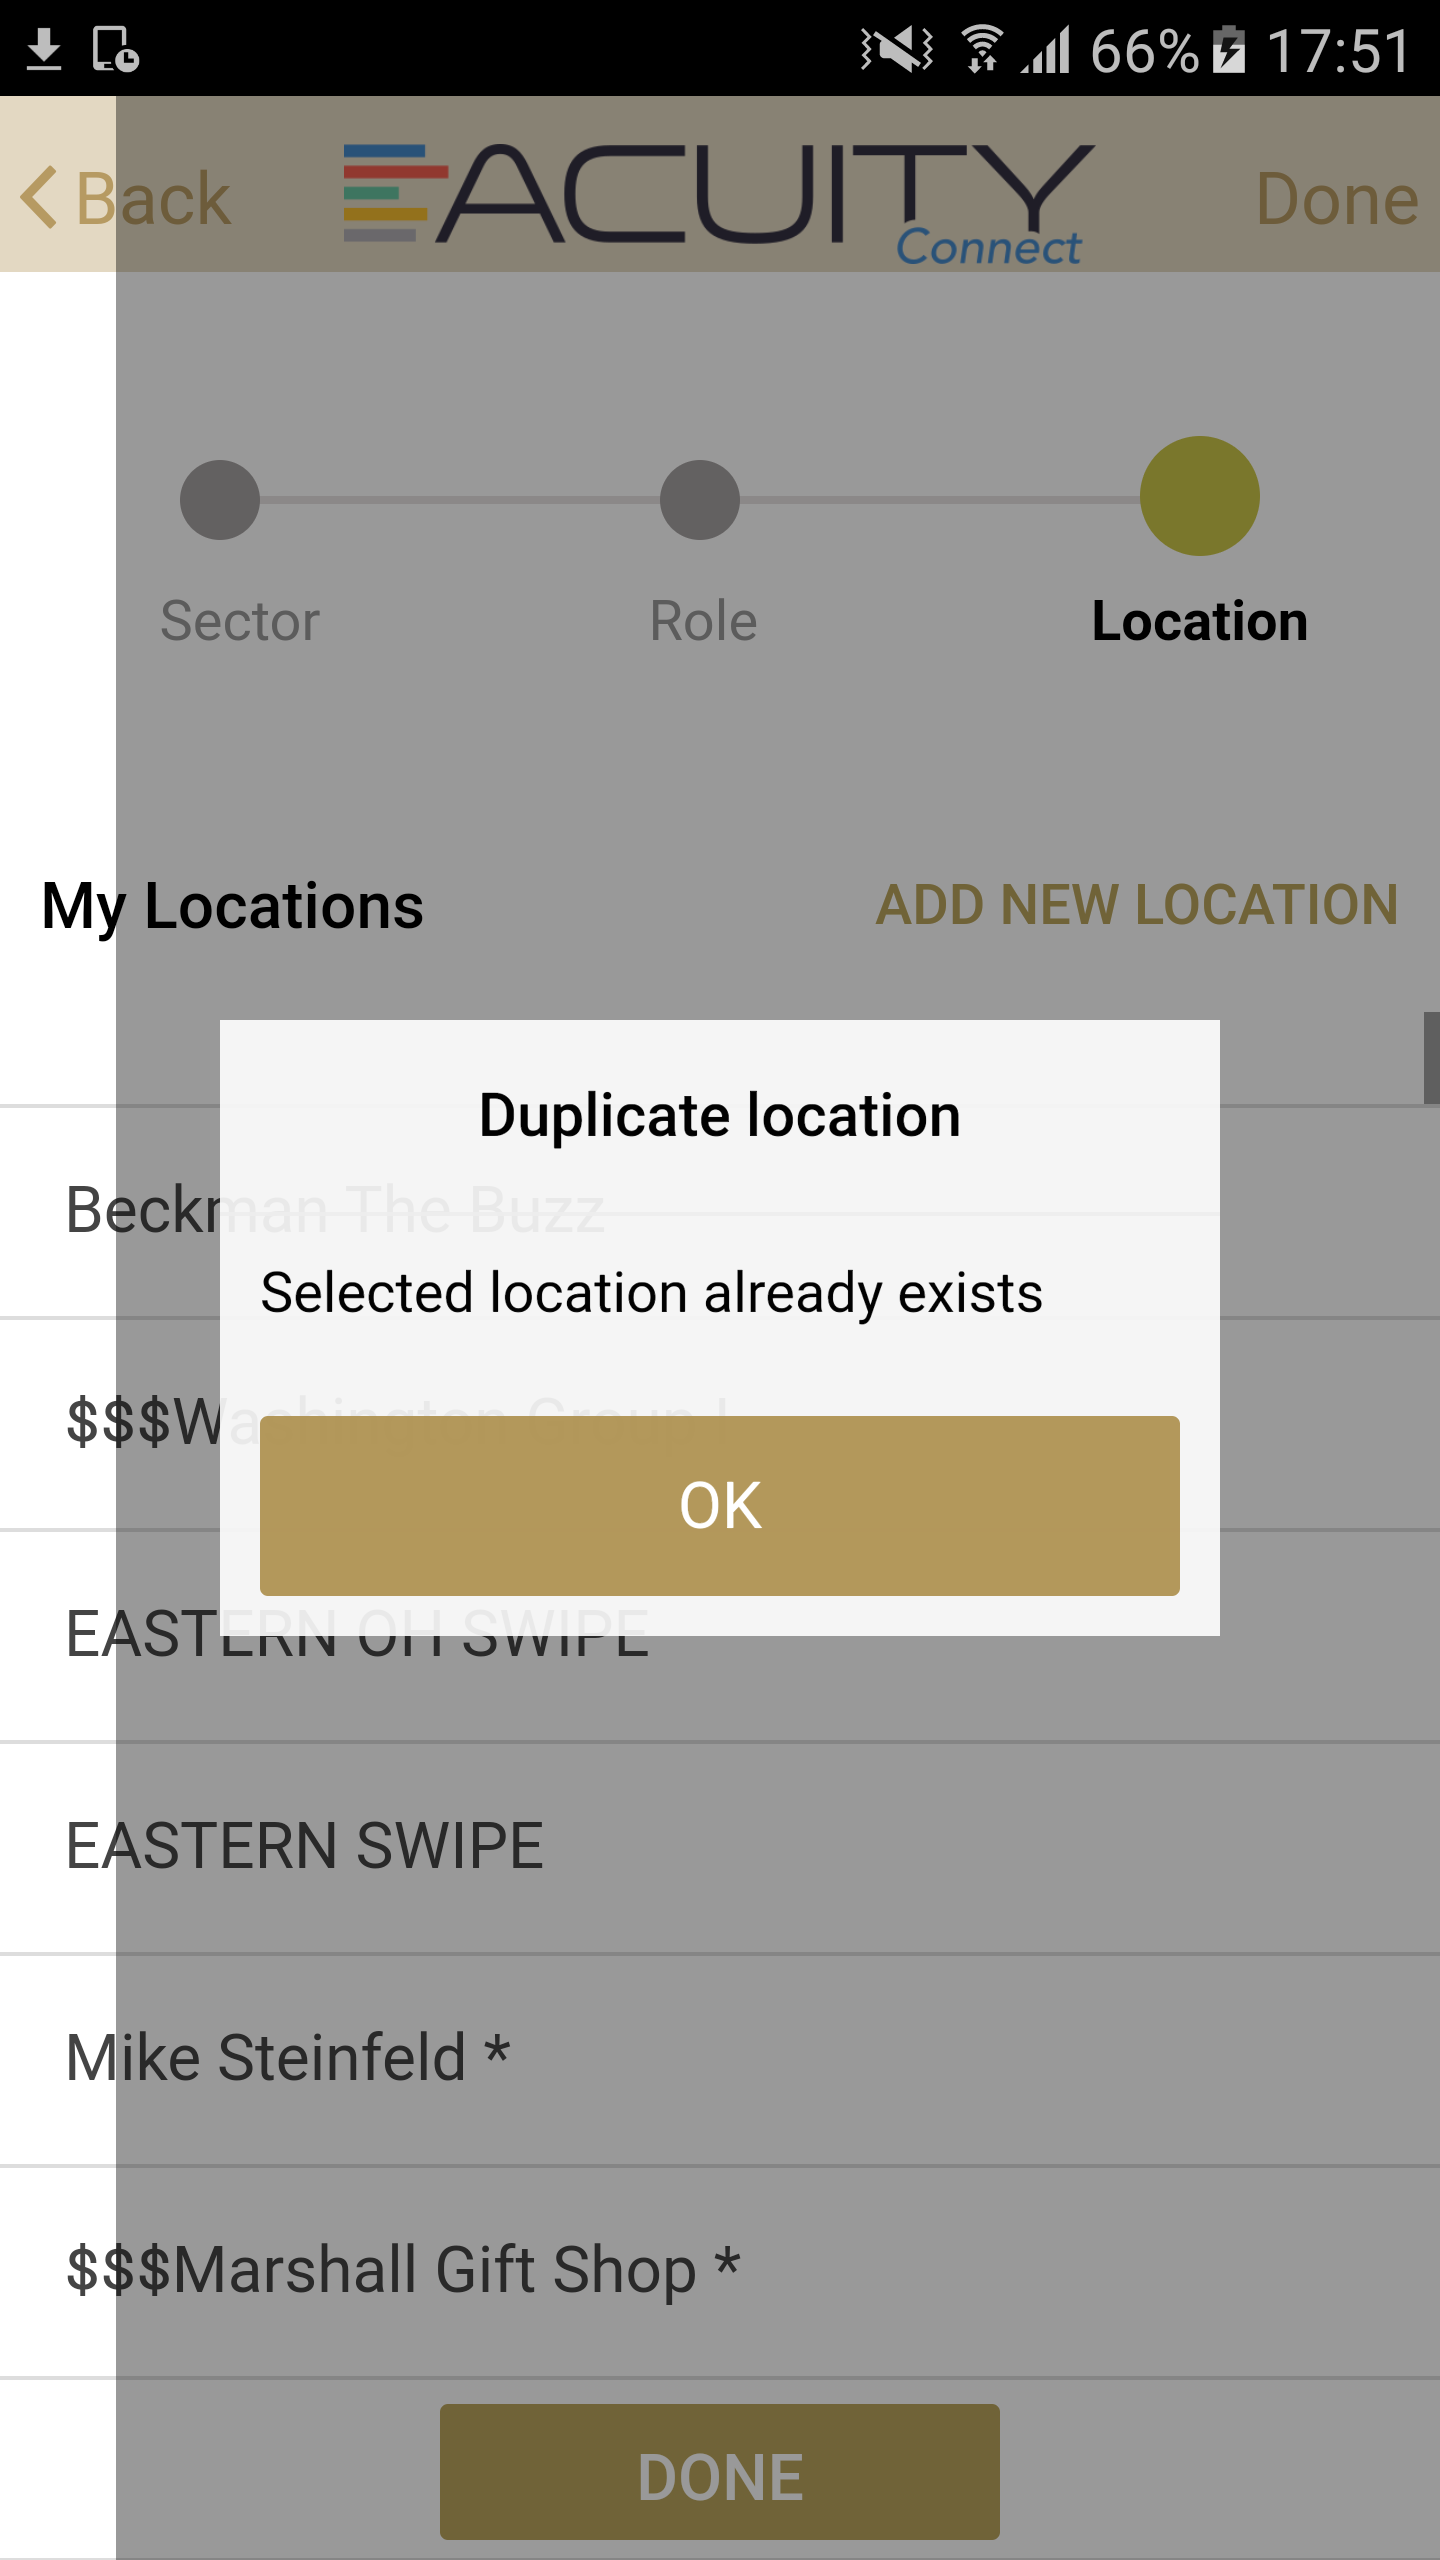 66% 17:51
Back
ACUITY
Connect
Done
Sector
Role
Location
My Locations
ADD NEW LOCATION
Duplicate location
Beckman The Buzz
Selected location already exists
$$$Washington Group I
OK
EASTERN OH SWIPE
EASTERN SWIPE
Mike Steinfeld *
$$$Marshall Gift Shop *
DONE